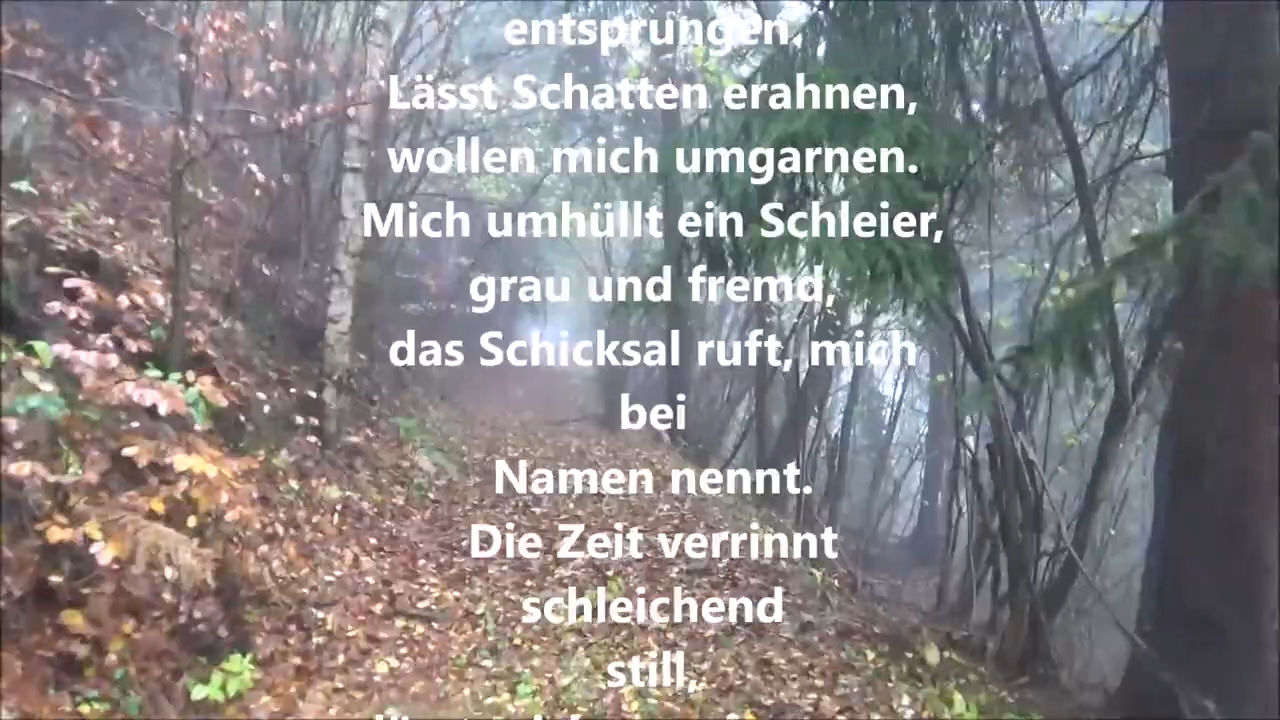 entsprungen.
Lässt Schatten erahnen,
wollen mich umgarnen.
Mich umhüllt ein Schleier,
grau und fremd,
das Schicksal ruft, mich
bei
Namen nennt.
Die Zeit verrinnt
schleichend
still,